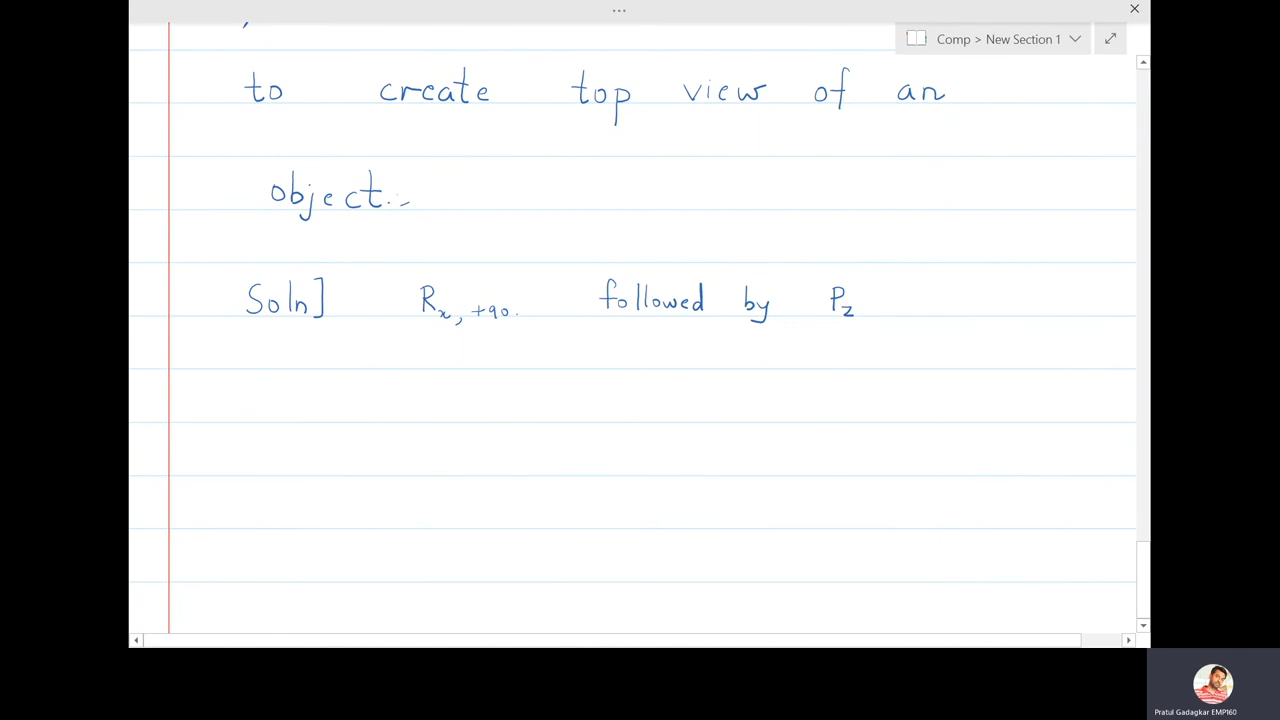 Comp > New Section 1
to create top view of an
object :-
Soln] Rx, +90. followed by Pz
Pratul Gadagkar EMP160